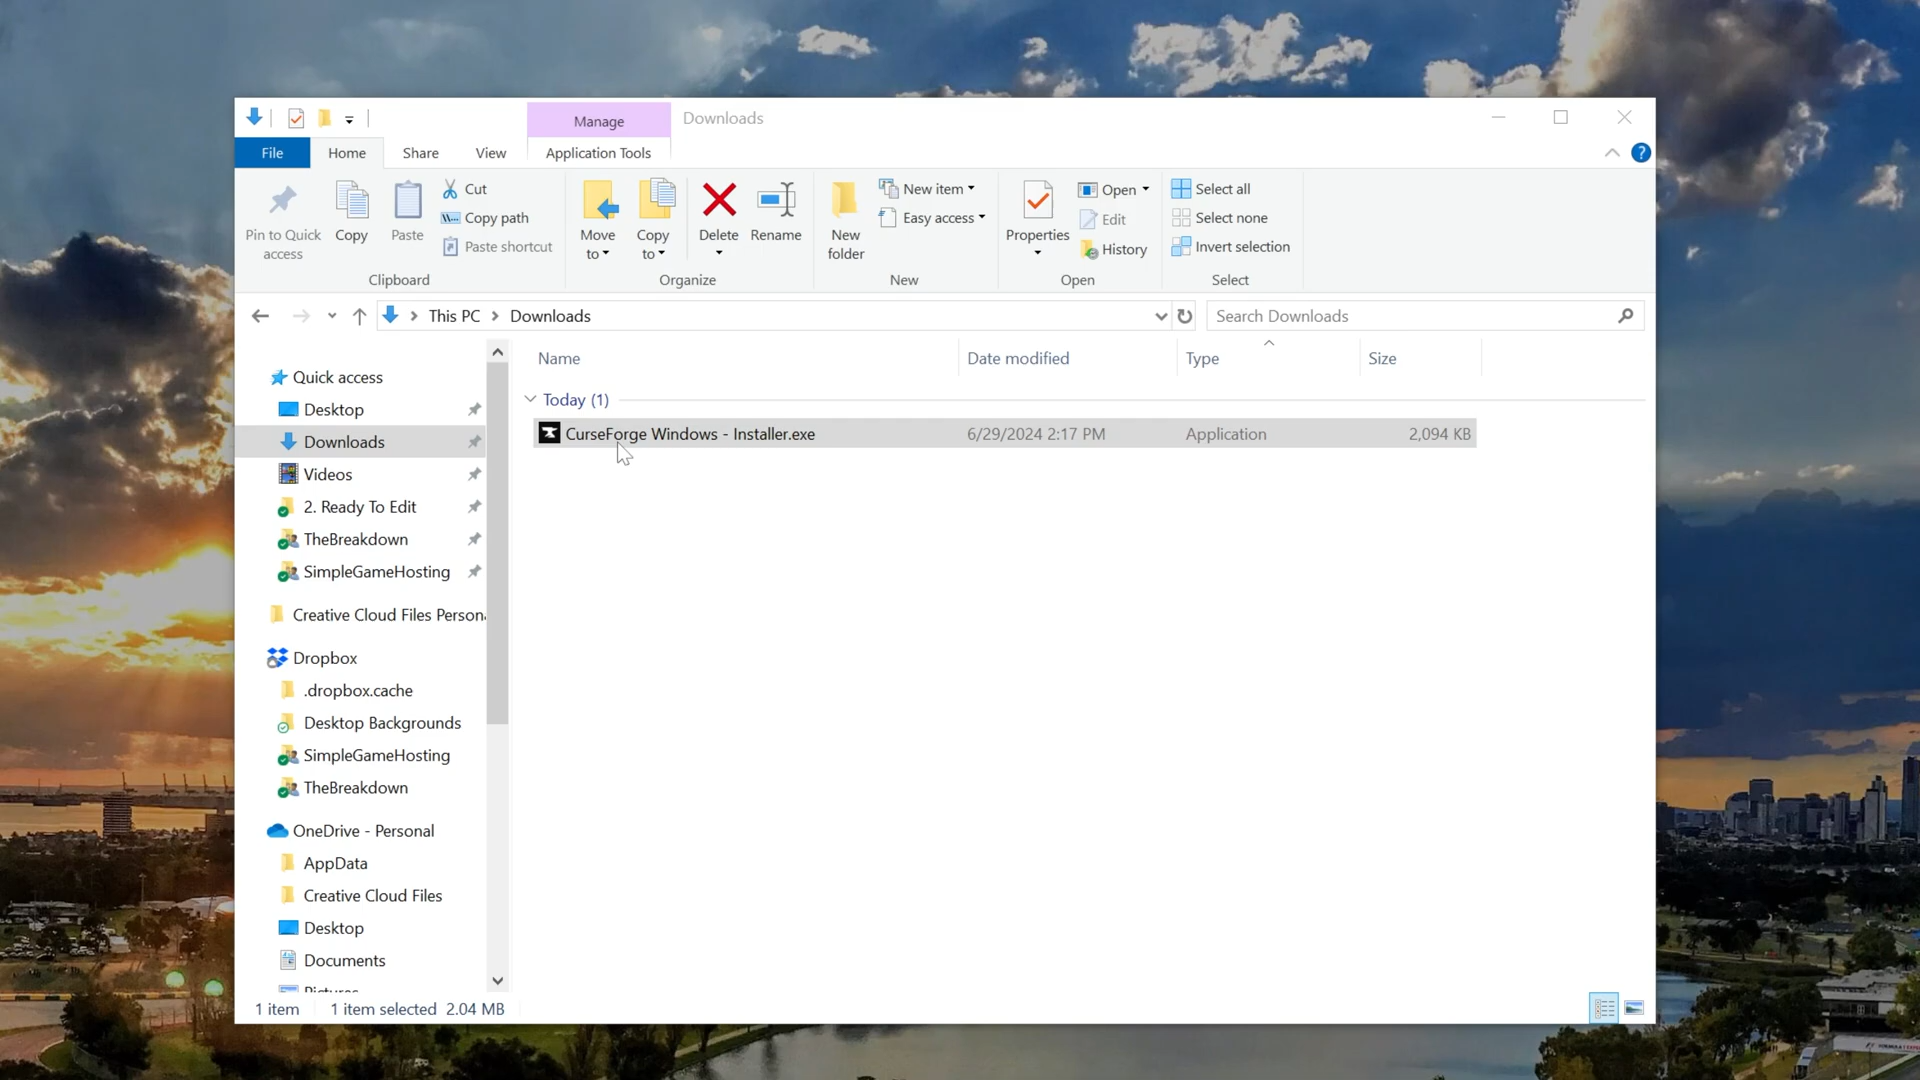 Manage
Downloads
File
Home
Share
View
Application Tools
?
Pin to Quick access
Copy
Paste
Cut
Copy path
Paste shortcut
Clipboard
Move to
Copy to
Delete
Rename
Organize
New folder
New item
Easy access
New
Properties
Open
Edit
History
Open
Select all
Select none
Invert selection
Select
This PC
Downloads
Search Downloads
Name
Date modified
Type
Size
Today (1)
CurseForge Windows - Installer.exe
6/29/2024 2:17 PM
Application
2,094 KB
Quick access
Desktop
Downloads
Videos
2. Ready To Edit
TheBreakdown
SimpleGameHosting
Creative Cloud Files Persona
Dropbox
.dropbox.cache
Desktop Backgrounds
SimpleGameHosting
TheBreakdown
OneDrive - Personal
AppData
Creative Cloud Files
Desktop
Documents
Pictures
1 item
1 item selected 2.04 MB